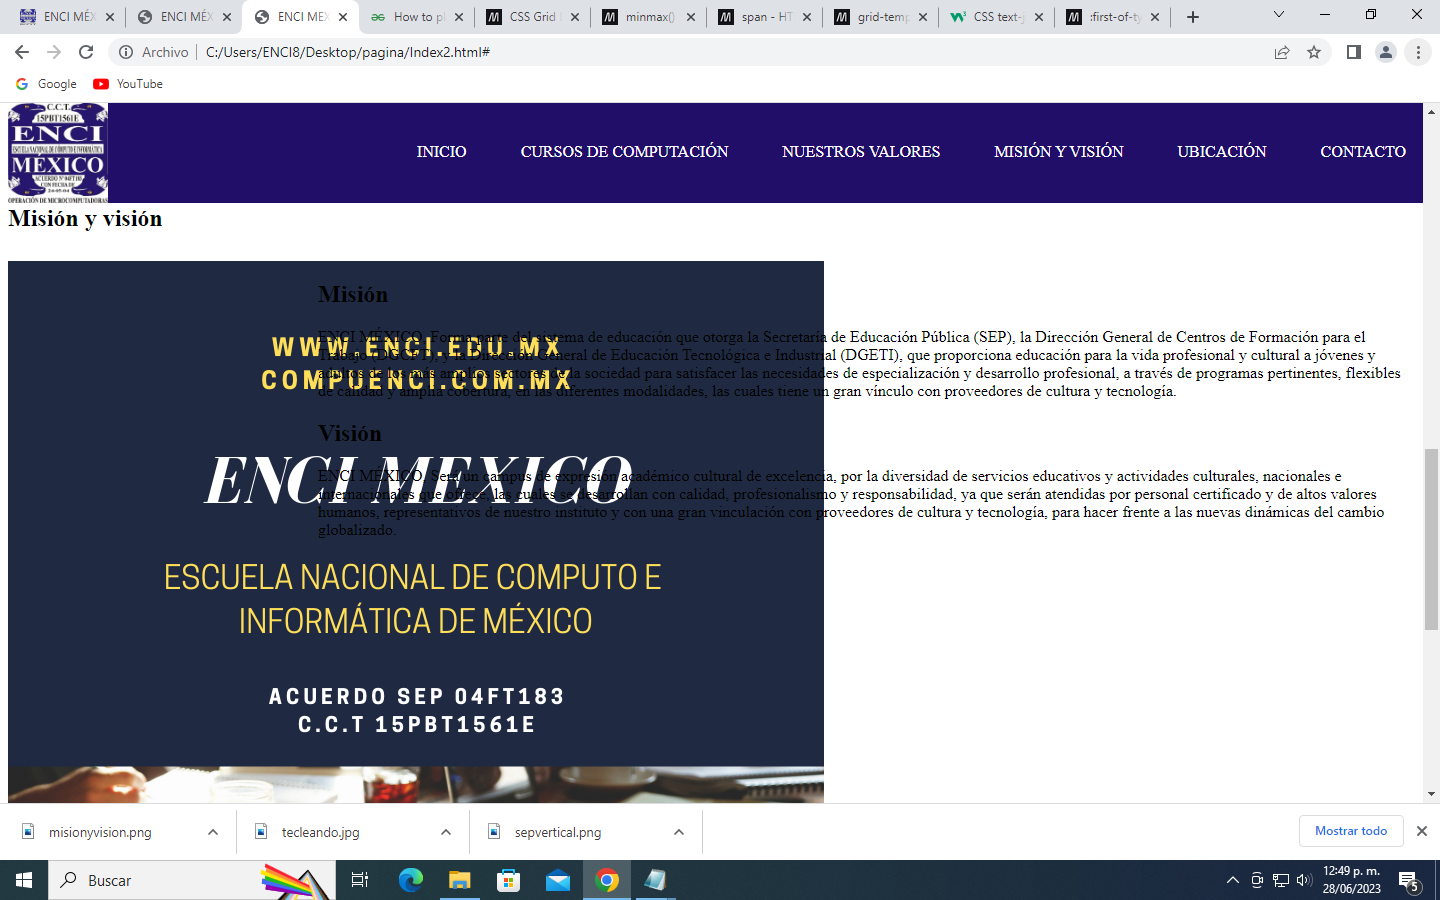 ENCI MÉX
ENCI MÉX
ENCI MEX
How to pl
CSS Grid
minmax()
span - HT
grid-temp
CSS text-j
:first-of-ty
Archivo
C:/Users/ENCI8/Desktop/pagina/Index2.html#
Google
YouTube
C.C.T.
15PBT1561E
ENCI
ESCUELA NACIONAL DE CÓMPUTO E INFORMÁTICA
MÉXICO
ACUERDO Nº 04FT183
CON FECHA DE
24-05-04
OPERACIÓN DE MICROCOMPUTADORAS
INICIO
CURSOS DE COMPUTACIÓN
NUESTROS VALORES
MISIÓN Y VISIÓN
UBICACIÓN
CONTACTO
Misión y visión
Misión
ENCI MÉXICO. Forma parte del sistema de educación que otorga la Secretaría de Educación Pública (SEP), la Dirección General de Centros de Formación para el
Trabajo (DGCFT), y la Dirección General de Educación Tecnológica e Industrial (DGETI), que proporciona educación para la vida profesional y cultural a jóvenes y
adultos de los más amplios sectores de la sociedad para satisfacer las necesidades de especialización y desarrollo profesional, a través de programas pertinentes, flexibles
de calidad y amplia cobertura, en las diferentes modalidades, las cuales tiene un gran vínculo con proveedores de cultura y tecnología.
WWW.ENCI.EDU.MX
COMPUENCI.COM.MX
Visión
ENCI MÉXICO. Será un campus de expresión académico cultural de excelencia, por la diversidad de servicios educativos y actividades culturales, nacionales e
internacionales que ofrece, las cuales se desarrollan con calidad, profesionalismo y responsabilidad, ya que serán atendidas por personal certificado y de altos valores
humanos, representativos de nuestro instituto y con una gran vinculación con proveedores de cultura y tecnología, para hacer frente a las nuevas dinámicas del cambio
globalizado.
ENCI MEXICO
ESCUELA NACIONAL DE COMPUTO E
INFORMÁTICA DE MÉXICO
ACUERDO SEP 04FT183
C.C.T 15PBT1561E
misionyvision.png
tecleando.jpg
sepvertical.png
Mostrar todo
Buscar
12:49 p. m.
28/06/2023
5